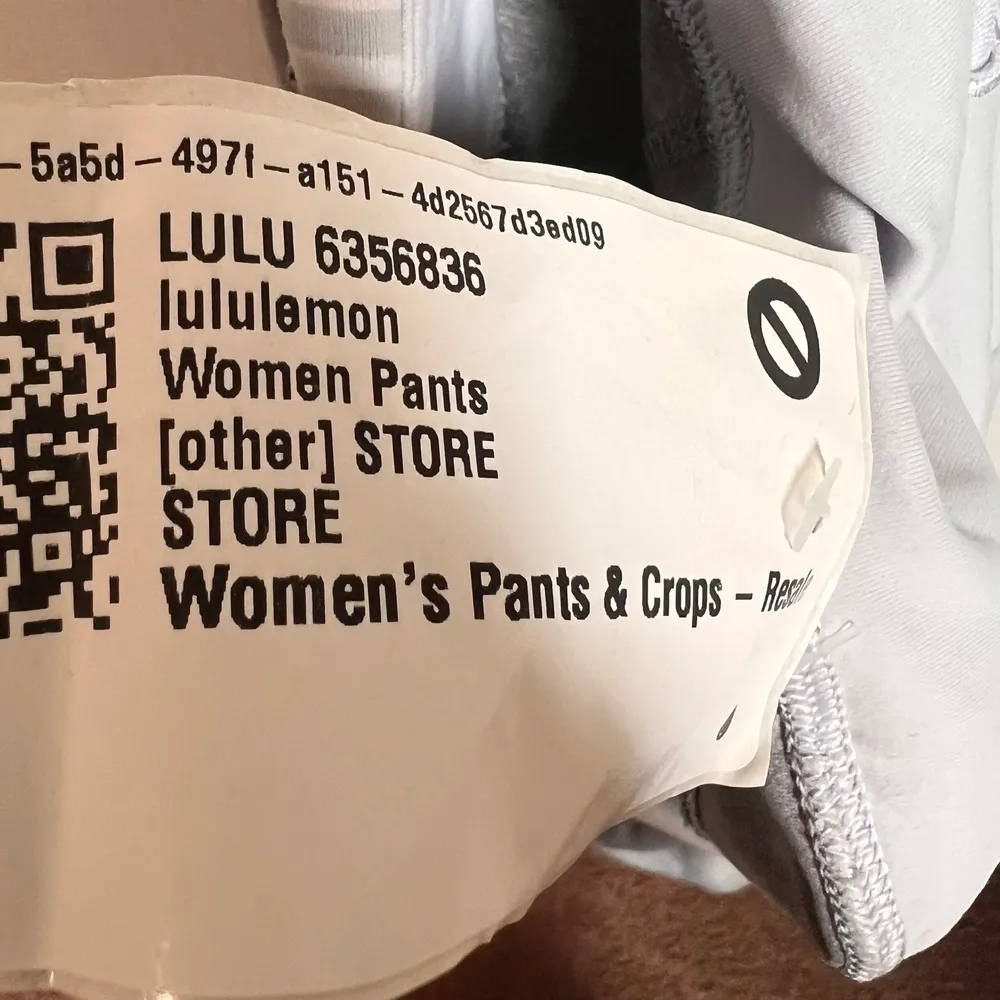 – 5a5d – 497f – a151 – 4d2567d3ed09
LULU 6356836
lululemon
Women Pants
[other] STORE
STORE
Women's Pants & Crops –